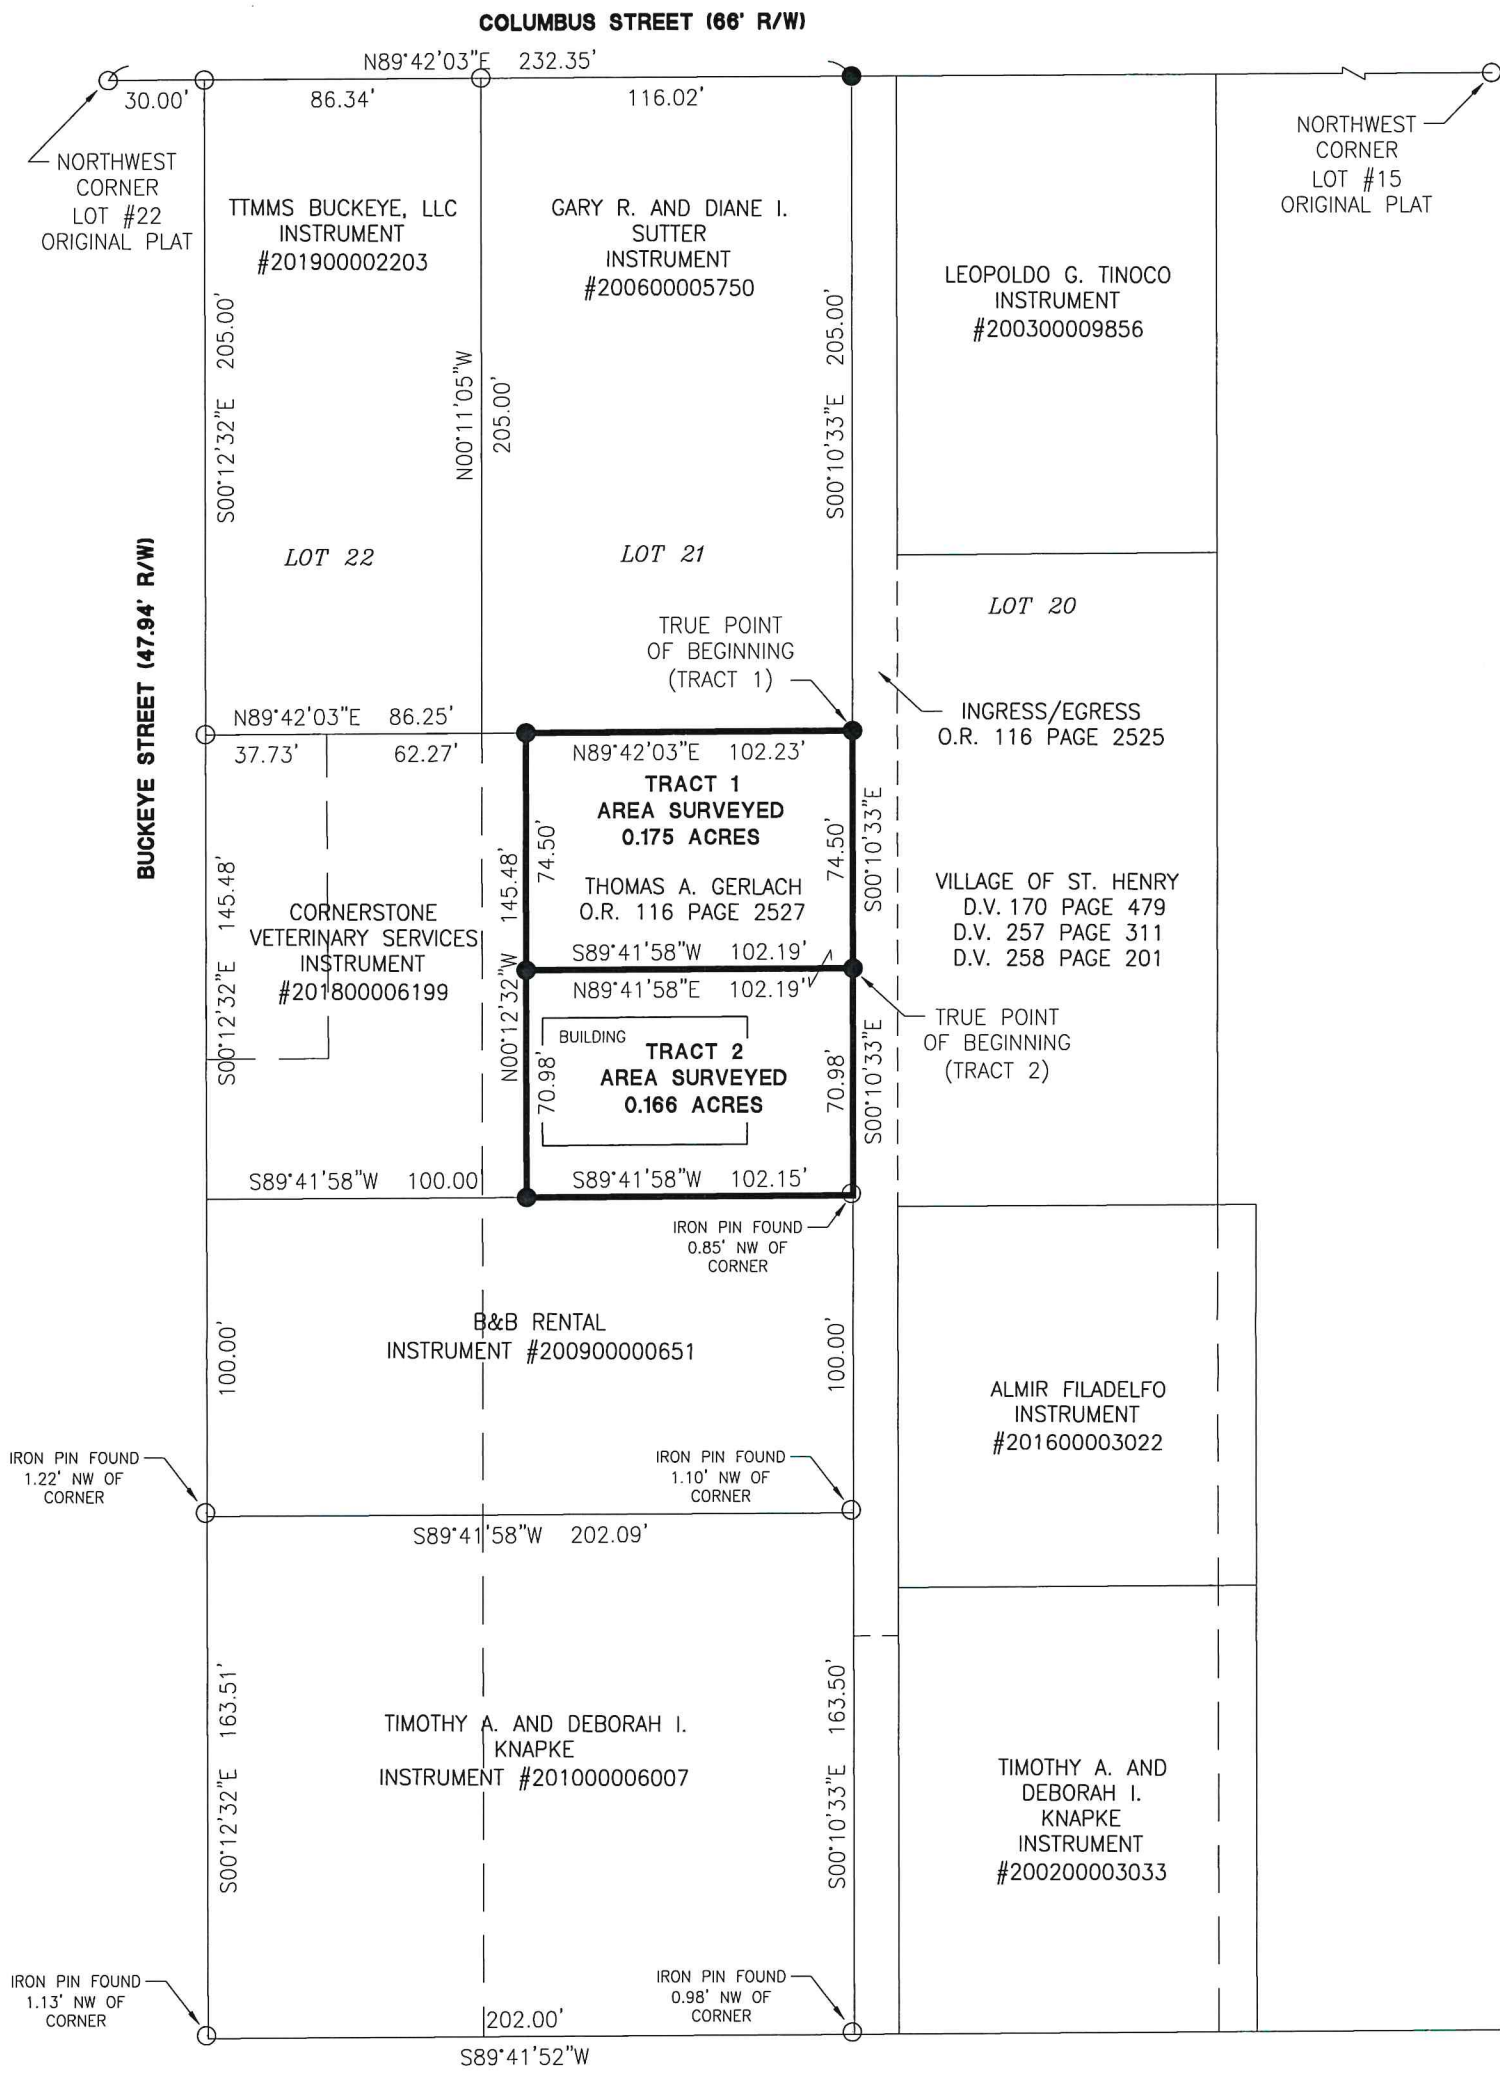 COLUMBUS STREET (66' R/W)
N89°42'03"E 232.35'
30.00'
86.34'
116.02'
NORTHWEST
CORNER
LOT #22
ORIGINAL PLAT
NORTHWEST
CORNER
LOT #15
ORIGINAL PLAT
TTMMS BUCKEYE, LLC
INSTRUMENT
#201900002203
GARY R. AND DIANE I.
SUTTER
INSTRUMENT
#200600005750
LEOPOLDO G. TINOCO
INSTRUMENT
#200300009856
S00°12'32"E 205.00'
N00°11'05"W
205.00'
S00°10'33"E 205.00'
LOT 22
LOT 21
LOT 20
BUCKEYE STREET (47.94' R/W)
TRUE POINT
OF BEGINNING
(TRACT 1)
INGRESS/EGRESS
O.R. 116 PAGE 2525
N89°42'03"E 86.25'
37.73'
62.27'
N89°42'03"E 102.23'
TRACT 1
AREA SURVEYED
0.175 ACRES
74.50'
74.50'
S00°10'33"E
THOMAS A. GERLACH
O.R. 116 PAGE 2527
S00°12'32"E 145.48'
N00°12'32"W 145.48'
CORNERSTONE
VETERINARY SERVICES
INSTRUMENT
#201800006199
VILLAGE OF ST. HENRY
D.V. 170 PAGE 479
D.V. 257 PAGE 311
D.V. 258 PAGE 201
S89°41'58"W 102.19'
N89°41'58"E 102.19'
TRUE POINT
OF BEGINNING
(TRACT 2)
BUILDING
TRACT 2
AREA SURVEYED
0.166 ACRES
70.98'
70.98'
S00°10'33"E
S89°41'58"W 100.00'
S89°41'58"W 102.15'
IRON PIN FOUND
0.85' NW OF
CORNER
B&B RENTAL
INSTRUMENT #200900000651
100.00'
100.00'
ALMIR FILADELFO
INSTRUMENT
#201600003022
IRON PIN FOUND
1.22' NW OF
CORNER
IRON PIN FOUND
1.10' NW OF
CORNER
S89°41'58"W 202.09'
S00°12'32"E 163.51'
S00°10'33"E 163.50'
TIMOTHY A. AND DEBORAH I.
KNAPKE
INSTRUMENT #201000006007
TIMOTHY A. AND
DEBORAH I.
KNAPKE
INSTRUMENT
#200200003033
IRON PIN FOUND
1.13' NW OF
CORNER
IRON PIN FOUND
0.98' NW OF
CORNER
202.00'
S89°41'52"W